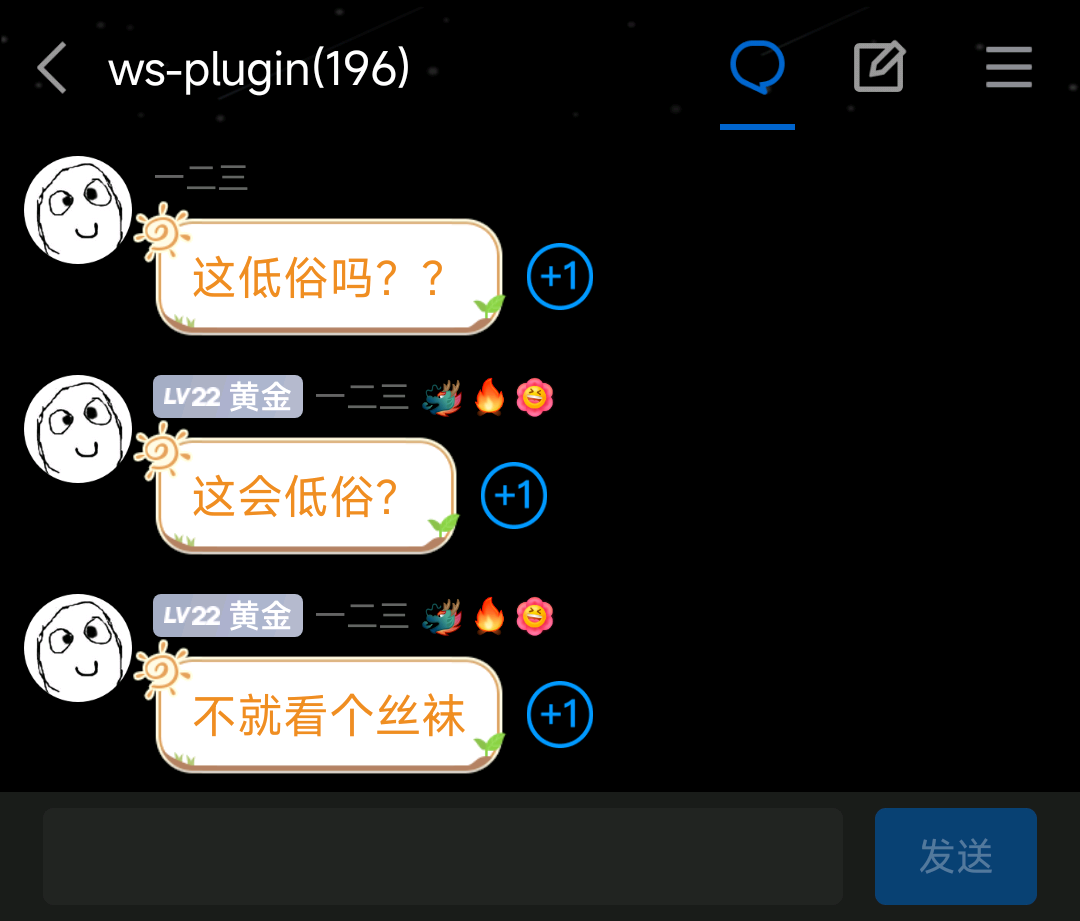 ws-plugin(196)
一二三
这低俗吗？？
+1
LV22 黄金 一二三
这会低俗？
+1
LV22 黄金 一二三
不就看个丝袜
+1
发送